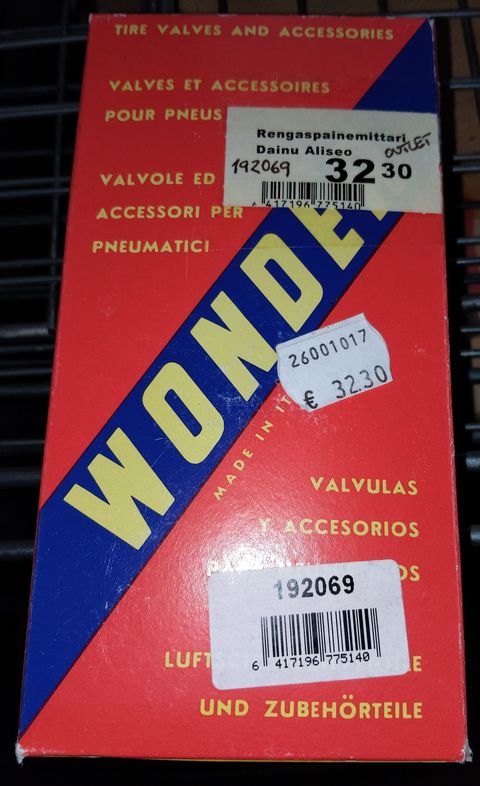 TIRE VALVES AND ACCESSORIES
VALVES ET ACCESSOIRES
POUR PNEUS
Rengaspainemittari
Dainu Aliseo
OUTLET
192069
32 30
6 417196 775140
VALVOLE ED
ACCESSORI PER
PNEUMATICI
WONDE
26001017
€ 32.30
MADE IN IT
VALVULAS
Y ACCESORIOS
192069
6 417196 775140
LUFT
UND ZUBEHÖRTEILE